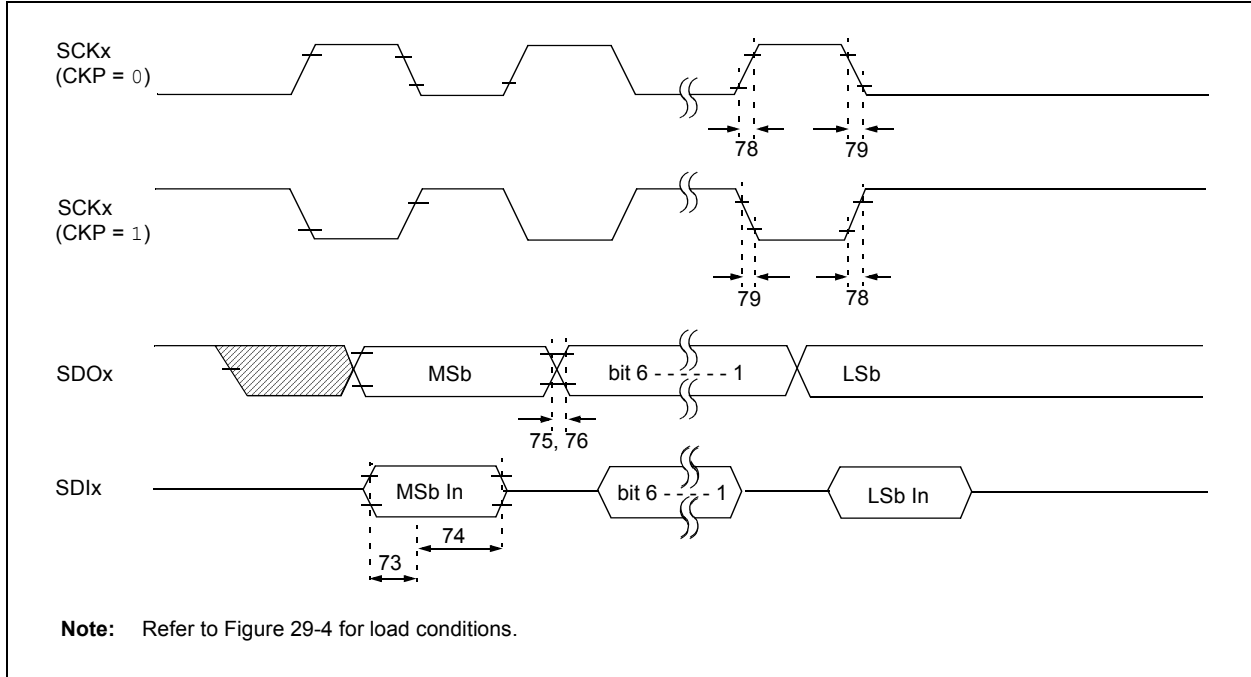 SCKx
(CKP = 0)
78
79
SCKx
(CKP = 1)
79
78
SDOx
MSb
bit 6 - - - - - - 1
LSb
75, 76
SDIx
MSb In
bit 6 - - - - 1
LSb In
74
73
Note: Refer to Figure 29-4 for load conditions.